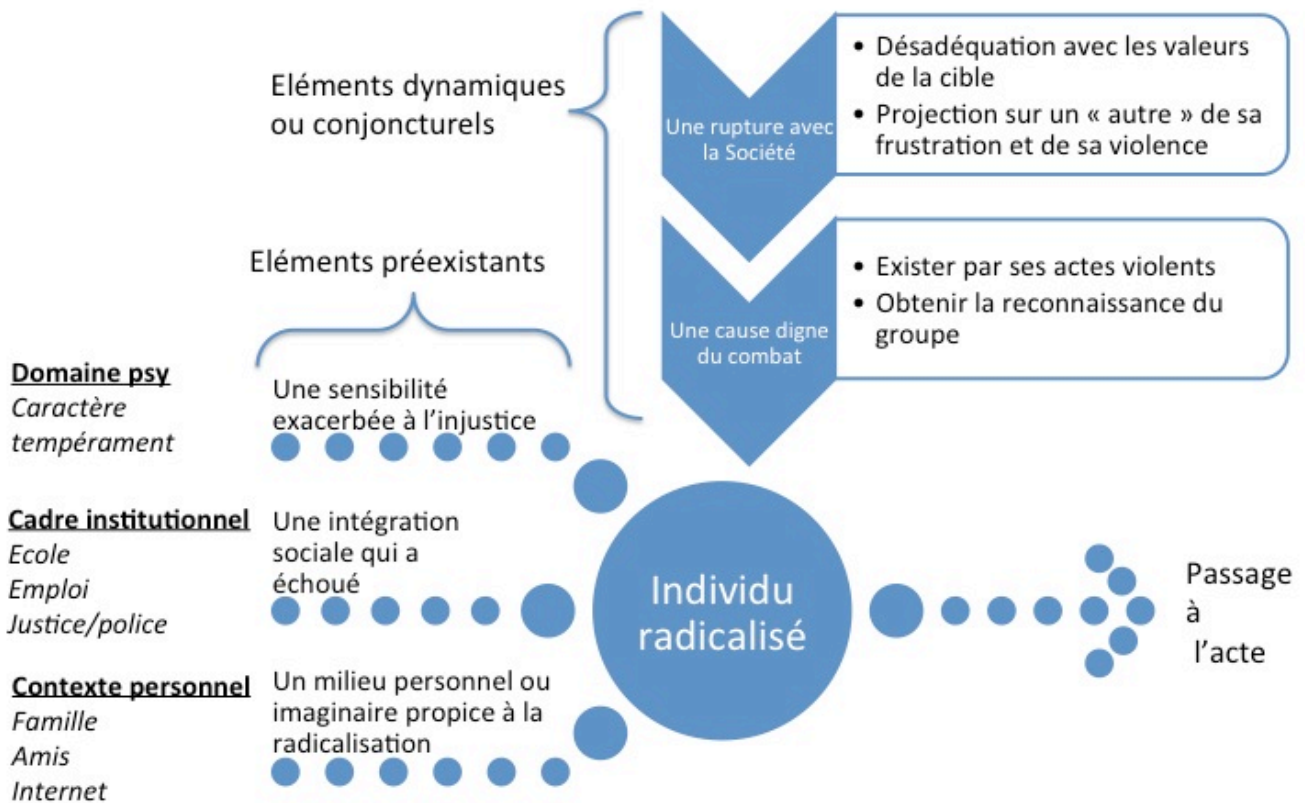 Eléments dynamiques
ou conjoncturels
Une rupture avec
la Société
• Désadéquation avec les valeurs
de la cible
• Projection sur un « autre » de sa
frustration et de sa violence
Eléments préexistants
Une cause digne
du combat
• Exister par ses actes violents
• Obtenir la reconnaissance du
groupe
Domaine psy
Caractère
tempérament
Une sensibilité
exacerbée à l’injustice
Cadre institutionnel
Ecole
Emploi
Justice/police
Une intégration
sociale qui a
échoué
Individu
radicalisé
Passage
à
l’acte
Contexte personnel
Famille
Amis
Internet
Un milieu personnel ou
imaginaire propice à la
radicalisation